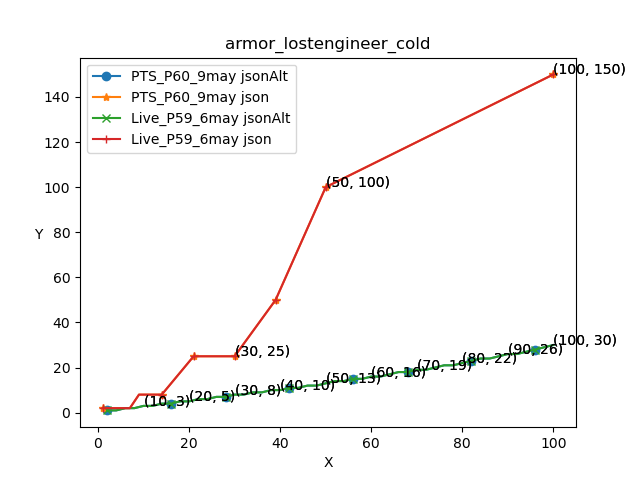 armor_lostengineer_cold
PTS_P60_9may jsonAlt
PTS_P60_9may json
Live_P59_6may jsonAlt
Live_P59_6may json
(100, 150)
(50, 100)
(30, 25)
(100, 30)
(90, 26)
(80, 22)
(70, 19)
(60, 16)
(50, 13)
(40, 10)
(30, 8)
(20, 5)
(10, 3)
Y
140
120
100
80
60
40
20
0
0 20 40 60 80 100
X